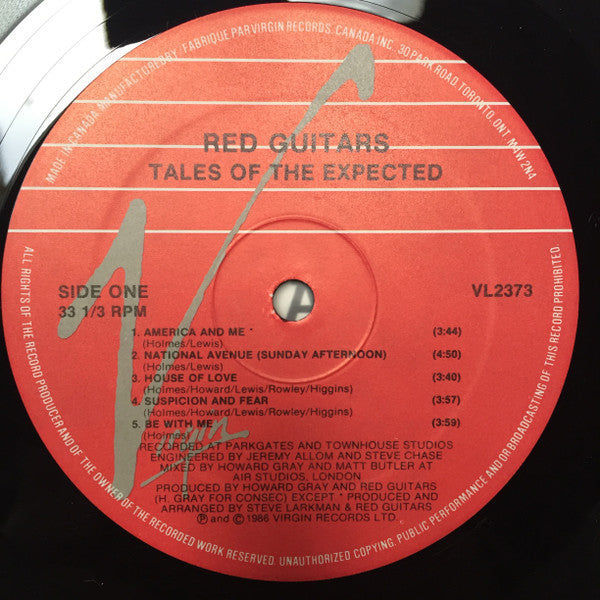 MADE IN CANADA. MANUFACTURED BY. FABRIQUE PAR VIRGIN RECORDS. CANADA INC. 30 PARK ROAD, TORONTO, ONT. M4W 2N4
RED GUITARS
TALES OF THE EXPECTED
SIDE ONE
33 1/3 RPM
VL2373
A
1. AMERICA AND ME * (3:44)
(Holmes/Lewis)
2. NATIONAL AVENUE (SUNDAY AFTERNOON) (4:50)
(Holmes/Lewis)
3. HOUSE OF LOVE (3:40)
(Holmes/Howard/Lewis/Rowley/Higgins)
4. SUSPICION AND FEAR (3:57)
(Holmes/Howard/Lewis/Rowley/Higgins)
5. BE WITH ME (3:59)
(Holmes)
Virgin
RECORDED AT PARKGATES AND TOWNHOUSE STUDIOS
ENGINEERED BY JEREMY ALLOM AND STEVE CHASE
MIXED BY HOWARD GRAY AND MATT BUTLER AT
AIR STUDIOS, LONDON
PRODUCED BY HOWARD GRAY AND RED GUITARS
(H. GRAY FOR CONSEC) EXCEPT * PRODUCED AND
ARRANGED BY STEVE LARKMAN & RED GUITARS
℗ and © 1986 VIRGIN RECORDS LTD.
ALL RIGHTS OF THE RECORD PRODUCER AND OF THE OWNER OF THE RECORDED WORK RESERVED. UNAUTHORIZED COPYING. PUBLIC PERFORMANCE AND/OR BROADCASTING OF THIS RECORD PROHIBITED.